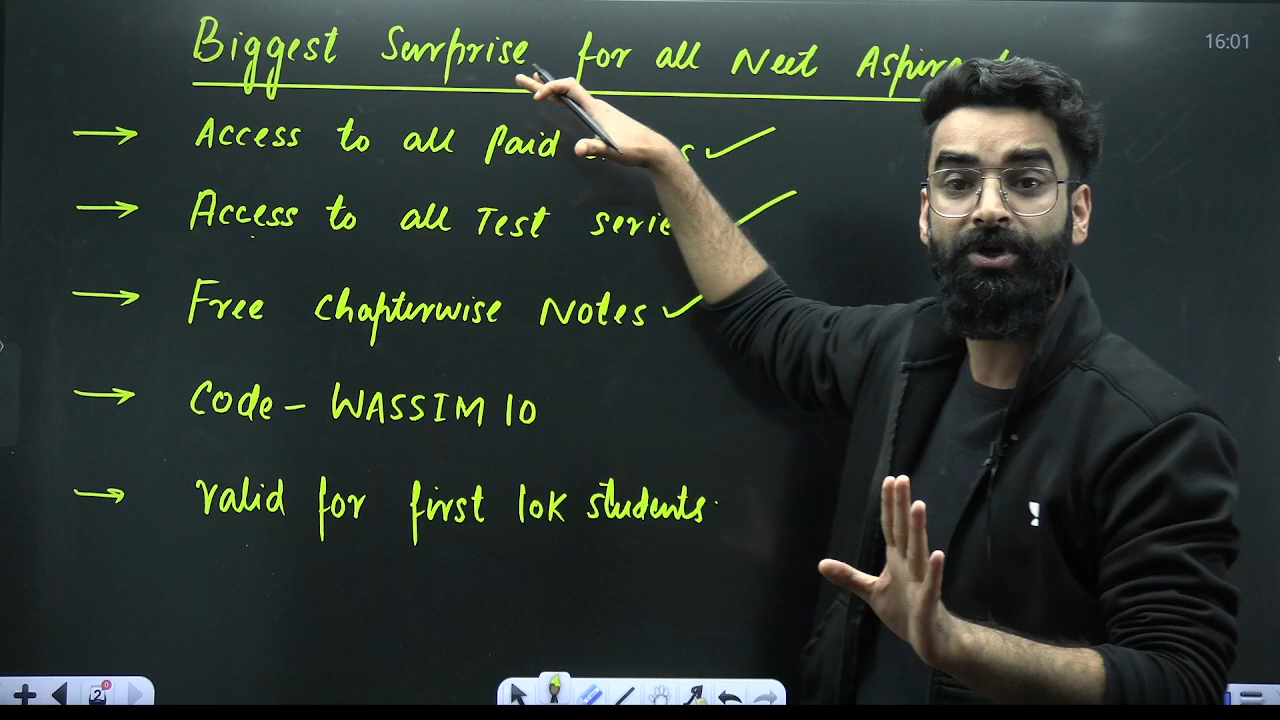 Biggest Surprise for all Neet
16:01
→ Access to all paid ✓
→ Access to all Test ✓
→ Free Chapterwise Notes ✓
→ Code - WASSIM 10
→ valid for first 10K students.
2